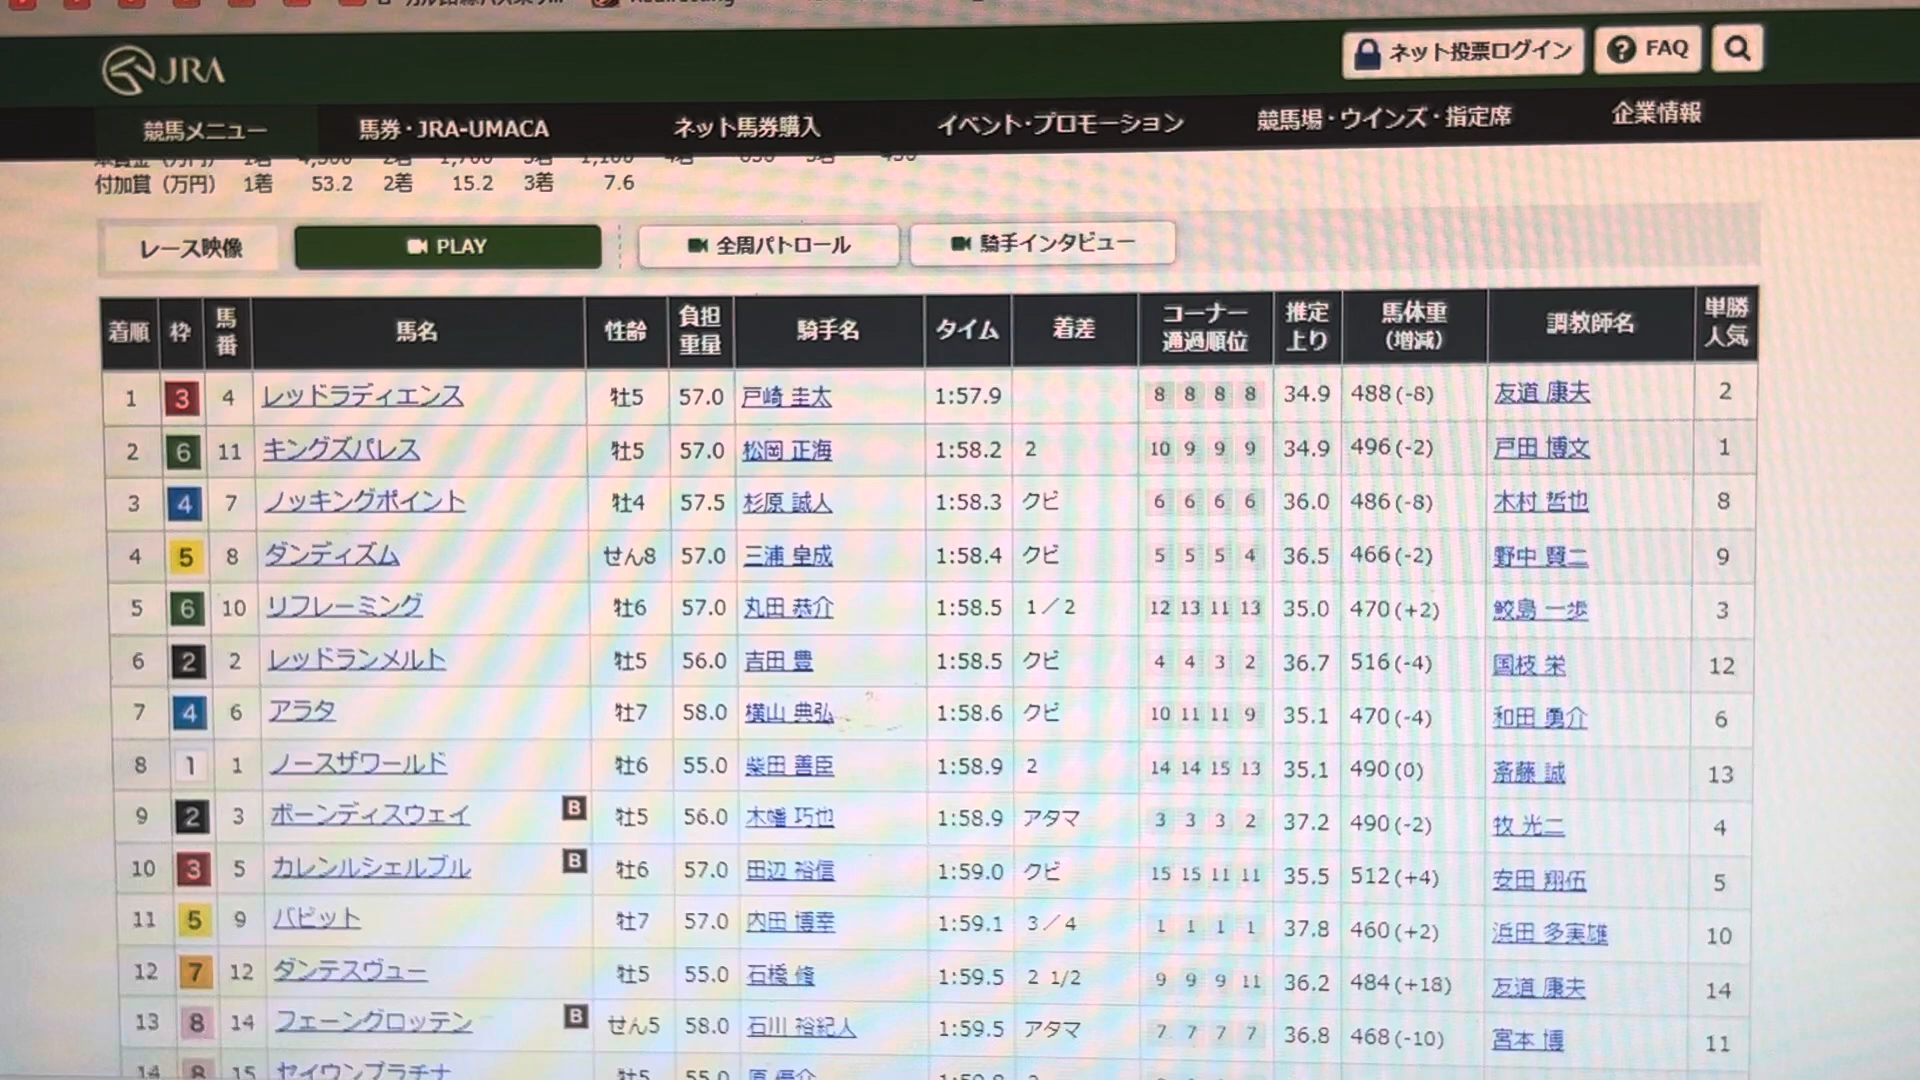 JRA
ネット投票ログイン
FAQ
競馬メニュー 馬券・JRA-UMACA ネット馬券購入 イベント・プロモーション 競馬場・ウインズ・指定席 企業情報
付加賞（万円） 1着 53.2 2着 15.2 3着 7.6
レース映像 PLAY 全周パトロール 騎手インタビュー
着順 枠 馬番 馬名 性齢 負担重量 騎手名 タイム 着差 コーナー通過順位 推定上り 馬体重(増減) 調教師名 単勝人気
1 3 4 レッドラディエンス 牡5 57.0 戸崎 圭太 1:57.9 8 8 8 8 34.9 488(-8) 友道 康夫 2
2 6 11 キングズパレス 牡5 57.0 松岡 正海 1:58.2 2 10 9 9 9 34.9 496(-2) 戸田 博文 1
3 4 7 ノッキングポイント 牡4 57.5 杉原 誠人 1:58.3 クビ 6 6 6 6 36.0 486(-8) 木村 哲也 8
4 5 8 ダンディズム せん8 57.0 三浦 皇成 1:58.4 クビ 5 5 5 4 36.5 466(-2) 野中 賢二 9
5 6 10 リフレーミング 牡6 57.0 丸田 恭介 1:58.5 1／2 12 13 11 13 35.0 470(+2) 鮫島 一歩 3
6 2 2 レッドランメルト 牡5 56.0 吉田 豊 1:58.5 クビ 4 4 3 2 36.7 516(-4) 国枝 栄 12
7 4 6 アラタ 牡7 58.0 横山 典弘 1:58.6 クビ 10 11 11 9 35.1 470(-4) 和田 勇介 6
8 1 1 ノースザワールド 牡6 55.0 柴田 善臣 1:58.9 2 14 14 15 13 35.1 490(0) 斎藤 誠 13
9 2 3 ボーンディスウェイ B 牡5 56.0 木幡 巧也 1:58.9 アタマ 3 3 3 2 37.2 490(-2) 牧 光二 4
10 3 5 カレンルシェルブル B 牡6 57.0 田辺 裕信 1:59.0 クビ 15 15 11 11 35.5 512(+4) 安田 翔伍 5
11 5 9 バビット 牡7 57.0 内田 博幸 1:59.1 3／4 1 1 1 1 37.8 460(+2) 浜田 多実雄 10
12 7 12 ダンテスヴュー 牡5 55.0 石橋 脩 1:59.5 2 1/2 9 9 9 11 36.2 484(+18) 友道 康夫 14
13 8 14 フェーングロッテン B せん5 58.0 石川 裕紀人 1:59.5 アタマ 7 7 7 7 36.8 468(-10) 宮本 博 11
14 8 15 セイウンプラチナ 牡5 55.0